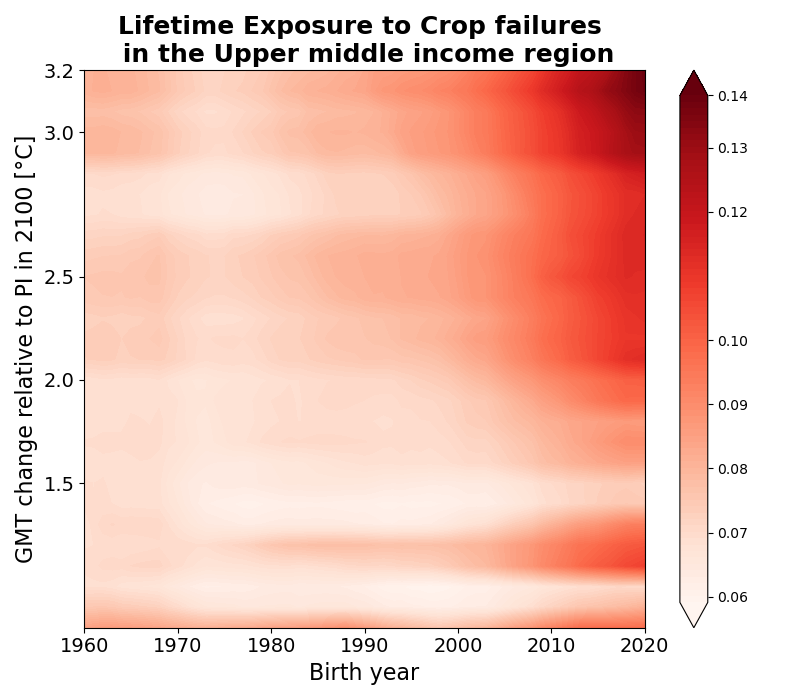 Lifetime Exposure to Crop failures
in the Upper middle income region
GMT change relative to PI in 2100 [°C]
3.2
3.0
2.5
2.0
1.5
1960 1970 1980 1990 2000 2010 2020
Birth year
0.14
0.13
0.12
0.10
0.09
0.08
0.07
0.06